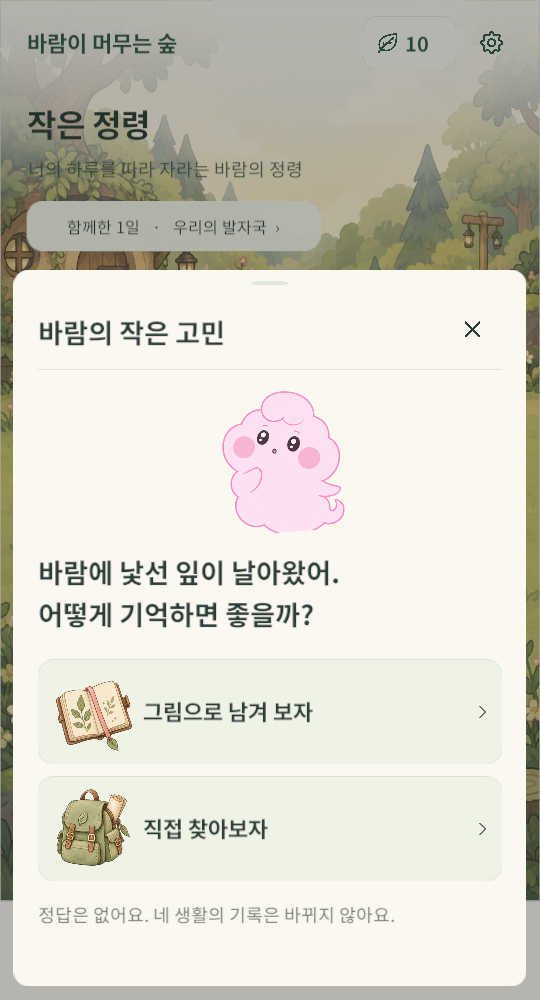 바람이 머무는 숲
10
작은 정령
너의 하루를 따라 자라는 바람의 정령
함께한 1일 · 우리의 발자국 ›
바람의 작은 고민
바람에 낯선 잎이 날아왔어.
어떻게 기억하면 좋을까?
그림으로 남겨 보자
직접 찾아보자
정답은 없어요. 네 생활의 기록은 바뀌지 않아요.